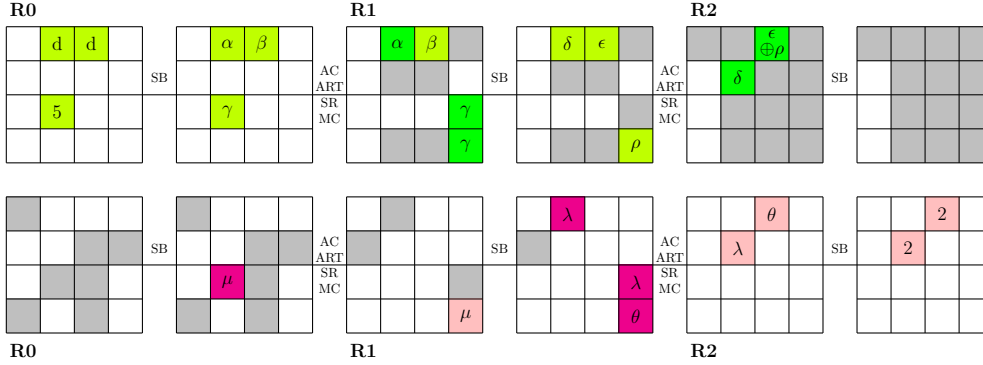 R0 R1 R2
d d α β α β δ ϵ ϵ
⊕ρ
SB AC SB AC δ SB
ART ART
5 γ SR γ SR
MC MC
γ ρ
λ θ 2
SB AC SB AC λ SB 2
ART ART
μ SR λ SR
MC MC
μ θ
R0 R1 R2